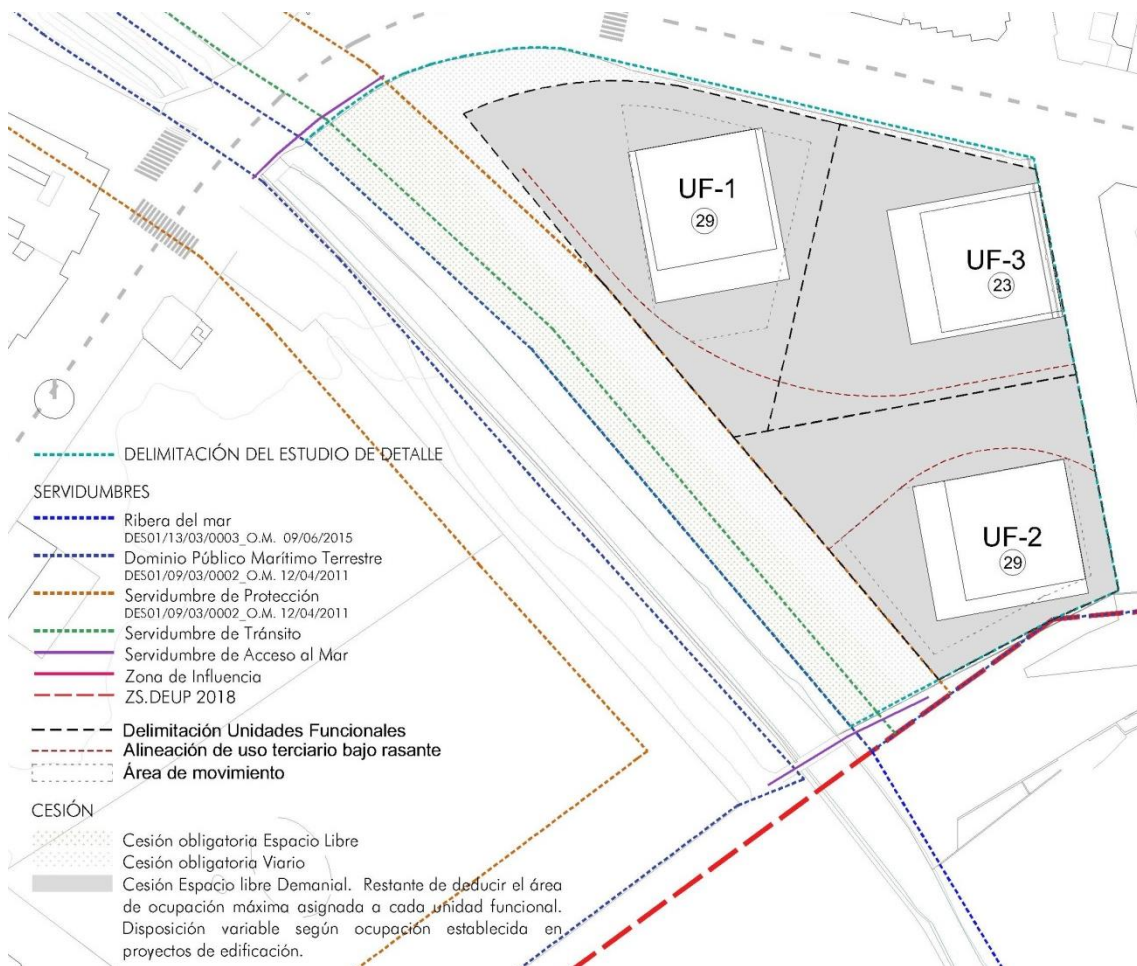 UF-1
29
UF-3
23
UF-2
29
DELIMITACIÓN DEL ESTUDIO DE DETALLE
SERVIDUMBRES
Ribera del mar
DES01/13/03/0003_O.M. 09/06/2015
Dominio Público Marítimo Terrestre
DES01/09/03/0002_O.M. 12/04/2011
Servidumbre de Protección
DES01/09/03/0002_O.M. 12/04/2011
Servidumbre de Tránsito
Servidumbre de Acceso al Mar
Zona de Influencia
ZS.DEUP 2018
Delimitación Unidades Funcionales
Alineación de uso terciario bajo rasante
Área de movimiento
CESIÓN
Cesión obligatoria Espacio Libre
Cesión obligatoria Viario
Cesión Espacio libre Demanial. Restante de deducir el área
de ocupación máxima asignada a cada unidad funcional.
Disposición variable según ocupación establecida en
proyectos de edificación.